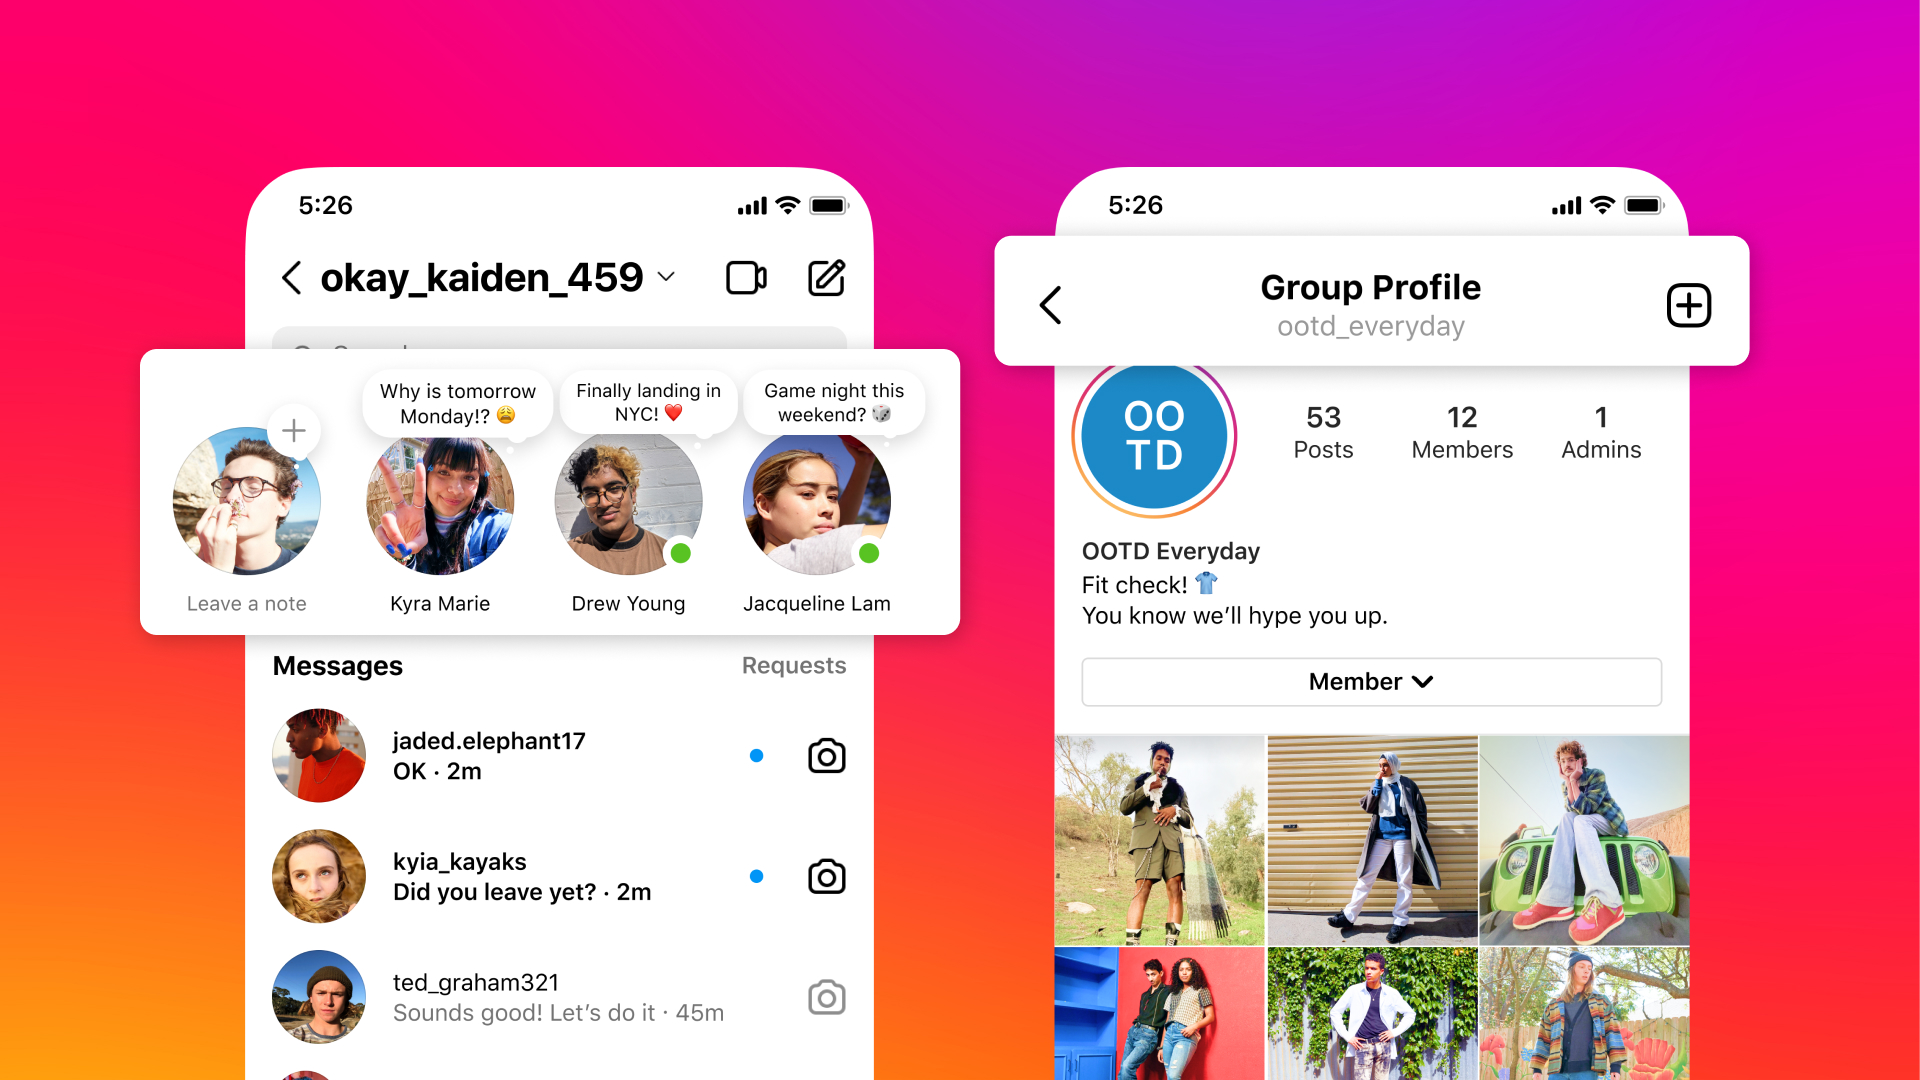 5:26
okay_kaiden_459
Why is tomorrow
Monday!? 😩
Finally landing in
NYC! ❤️
Game night this
weekend? 🎲
Leave a note
Kyra Marie
Drew Young
Jacqueline Lam
Messages
Requests
jaded.elephant17
OK · 2m
kyia_kayaks
Did you leave yet? · 2m
ted_graham321
Sounds good! Let’s do it · 45m
5:26
Group Profile
ootd_everyday
OO
TD
53
Posts
12
Members
1
Admins
OOTD Everyday
Fit check! 👕
You know we’ll hype you up.
Member